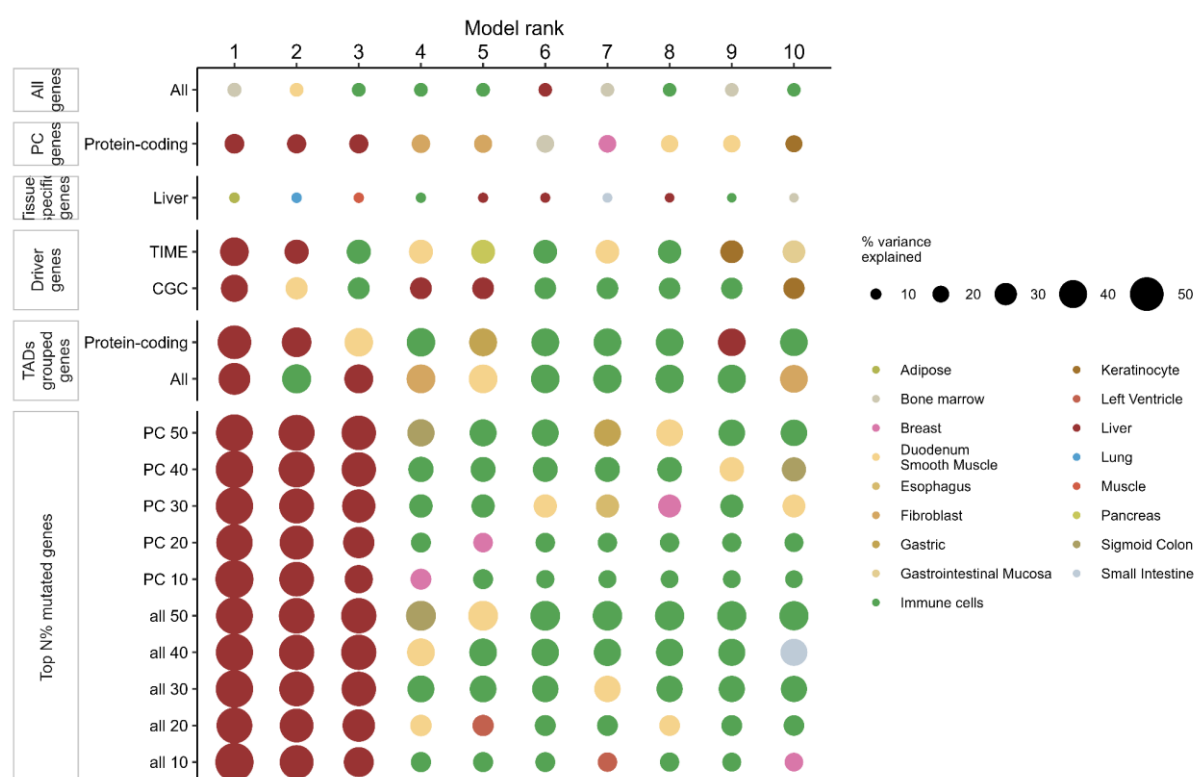 Model rank
1 2 3 4 5 6 7 8 9 10
All
genes
All
PC
genes
Protein-coding
Tissue
specific
genes
Liver
Driver
genes
TIME
CGC
TADs
grouped
genes
Protein-coding
All
Top N% mutated genes
PC 50
PC 40
PC 30
PC 20
PC 10
all 50
all 40
all 30
all 20
all 10
% variance
explained
10 20 30 40 50
Adipose
Bone marrow
Breast
Duodenum
Smooth Muscle
Esophagus
Fibroblast
Gastric
Gastrointestinal Mucosa
Immune cells
Keratinocyte
Left Ventricle
Liver
Lung
Muscle
Pancreas
Sigmoid Colon
Small Intestine